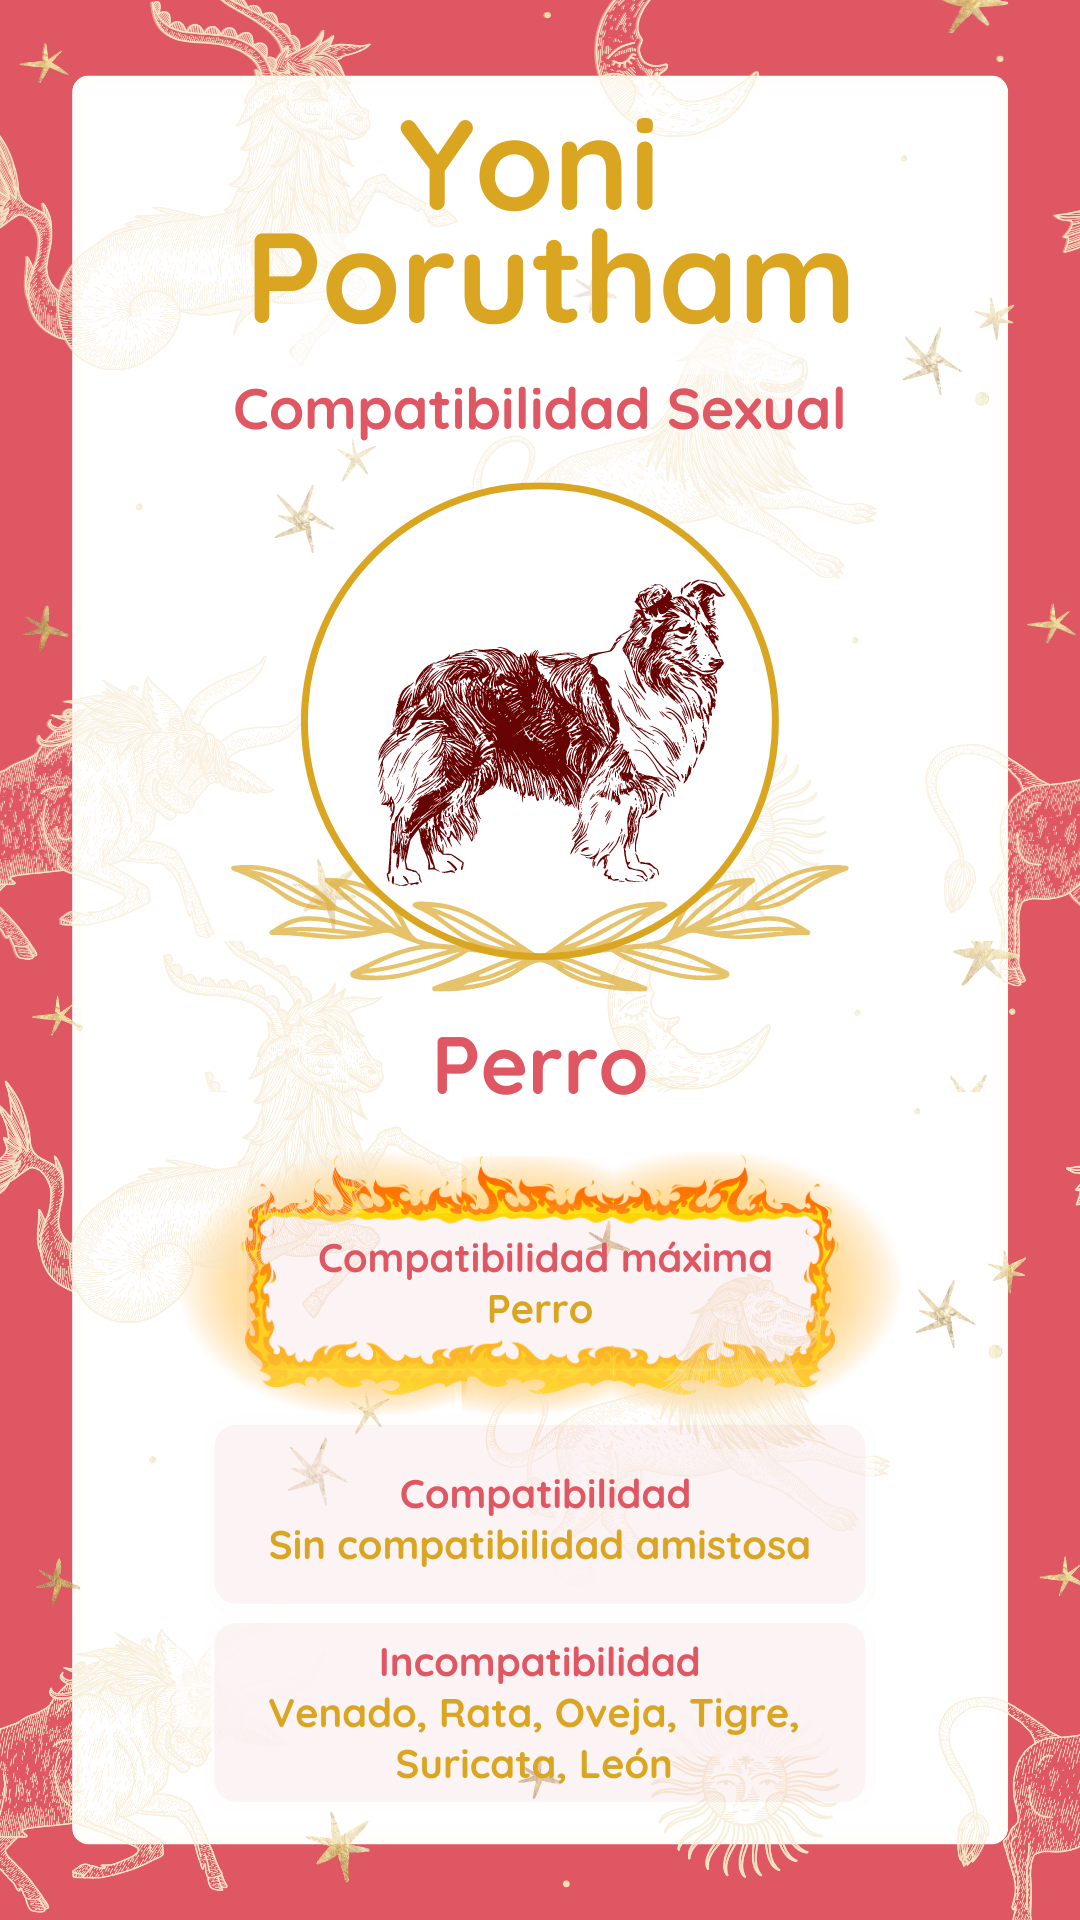 Yoni
Porutham
Compatibilidad Sexual
Perro
Compatibilidad máxima
Perro
Compatibilidad
Sin compatibilidad amistosa
Incompatibilidad
Venado, Rata, Oveja, Tigre,
Suricata, León